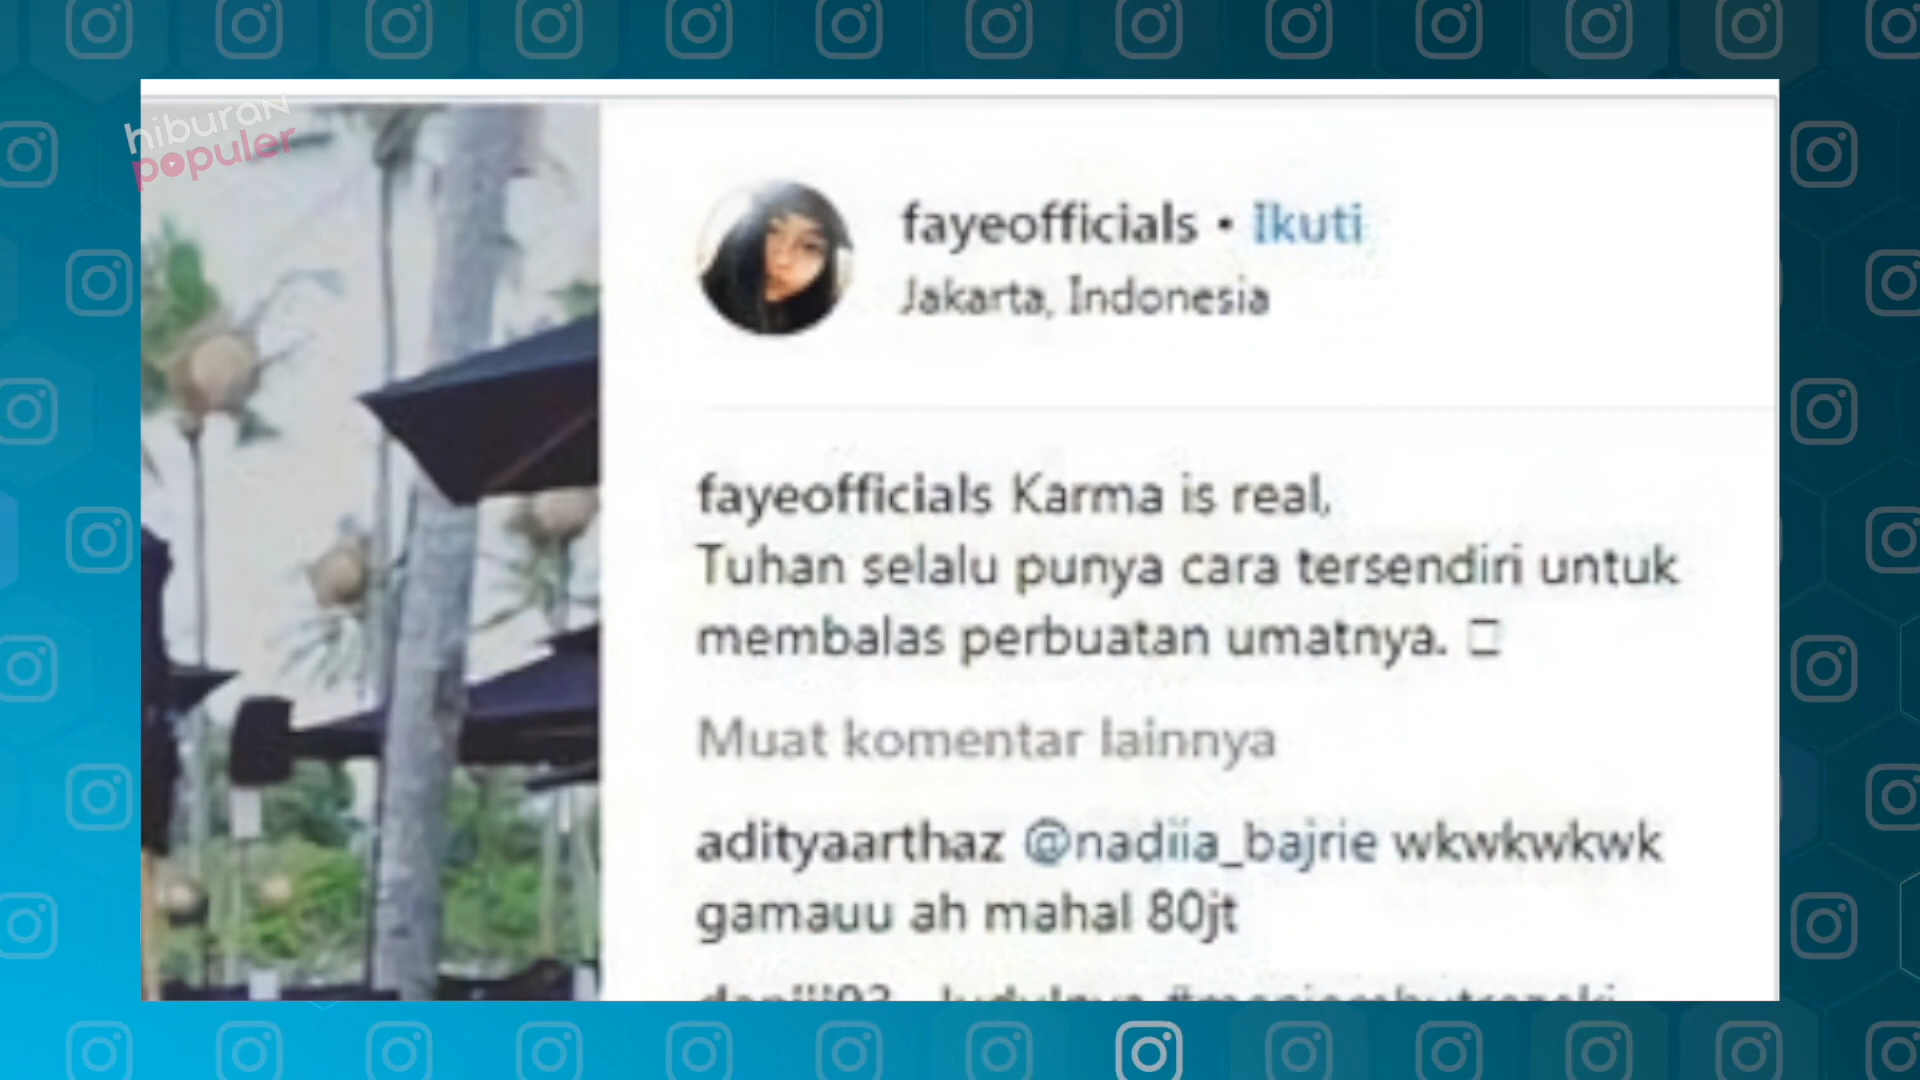 hiburaN
populer
fayeofficials • Ikuti
Jakarta, Indonesia
fayeofficials Karma is real,
Tuhan selalu punya cara tersendiri untuk
membalas perbuatan umatnya.
Muat komentar lainnya
adityaarthaz @nadiia_bajrie wkwkwkwk
gamauu ah mahal 80jt